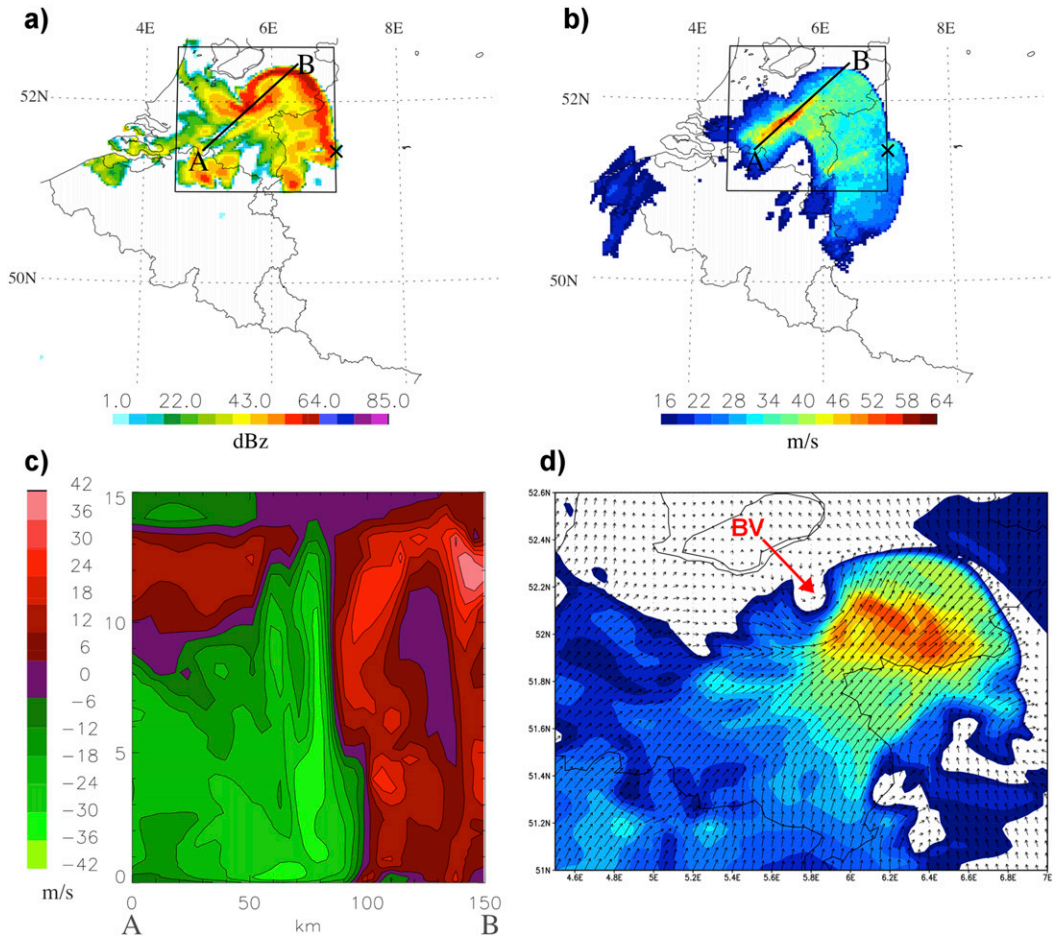 a)
b)
4E 6E 8E
4E 6E 8E
B
B
52N
52N
A
A
50N
50N
1.0 22.0 43.0 64.0 85.0
dBz
16 22 28 34 40 46 52 58 64
m/s
c)
d)
42
36
30
24
18
12
6
0
−6
−12
−18
−24
−30
−36
−42
m/s
15
10
5
0
0 50 100 150
A km B
52.6N
52.4N
52.2N
52N
51.8N
51.6N
51.4N
51.2N
51N
BV
4.6E 4.8E 5E 5.2E 5.4E 5.6E 5.8E 6E 6.2E 6.4E 6.6E 6.8E 7E